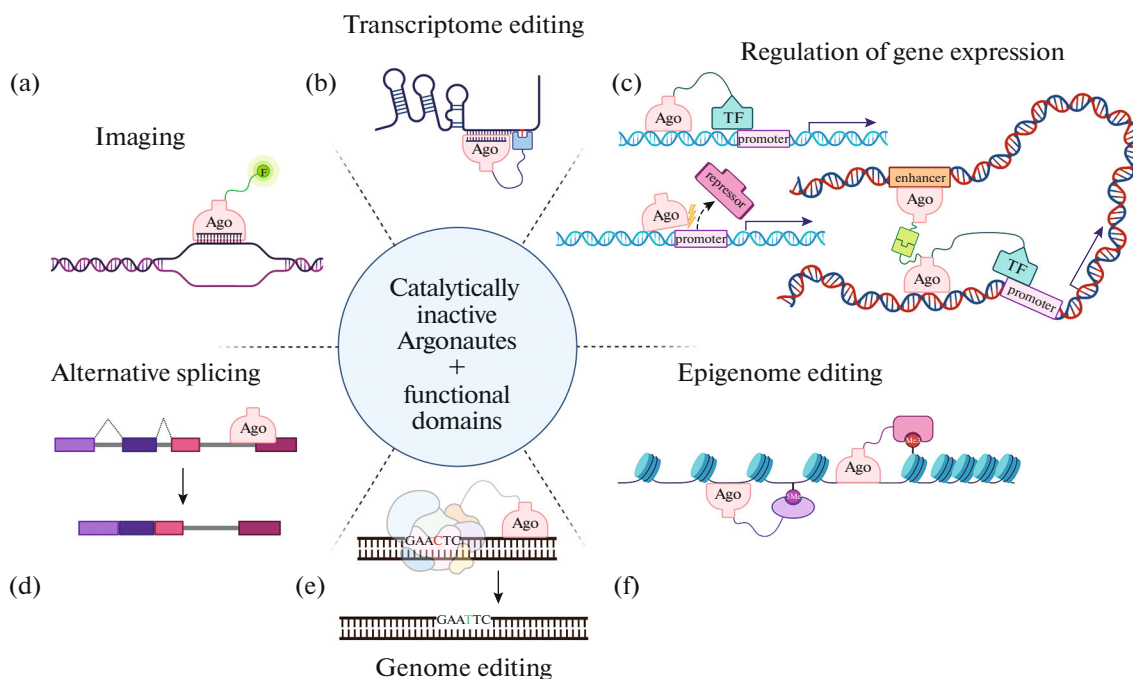 Transcriptome editing
Regulation of gene expression
(a)
(b)
(c)
Imaging
F
Ago
Ago
Ago
TF
promoter
repressor
Ago
promoter
enhancer
Ago
Ago
TF
promoter
Catalytically
inactive
Argonautes
+
functional
domains
Alternative splicing
Ago
Epigenome editing
Me3
Ago
Ago
5Me
Ago
GAACTC
(d)
(e)
(f)
GAATTC
Genome editing